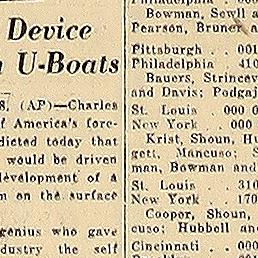 Device
U-Boats
8, (AP)—Charles
f America's fore-
dicted today that
would be driven
development of a
m on the surface
genius who gave
dustry the self
Bowman, Sewll a
Pearson, Bruner a
Pittsburgh . . 001
Philadelphia 410
Bauers, Strincev
and Davis; Podgaj
St. Louis . 000 0
New York . . 000
Krist, Shoun, Hu
gett, Mancuso; S
man, Bowman and
St. Louis . . 310
New York . . 170
Cooper, Shoun,
cuso; Hubbell and
Cincinnati . . 000